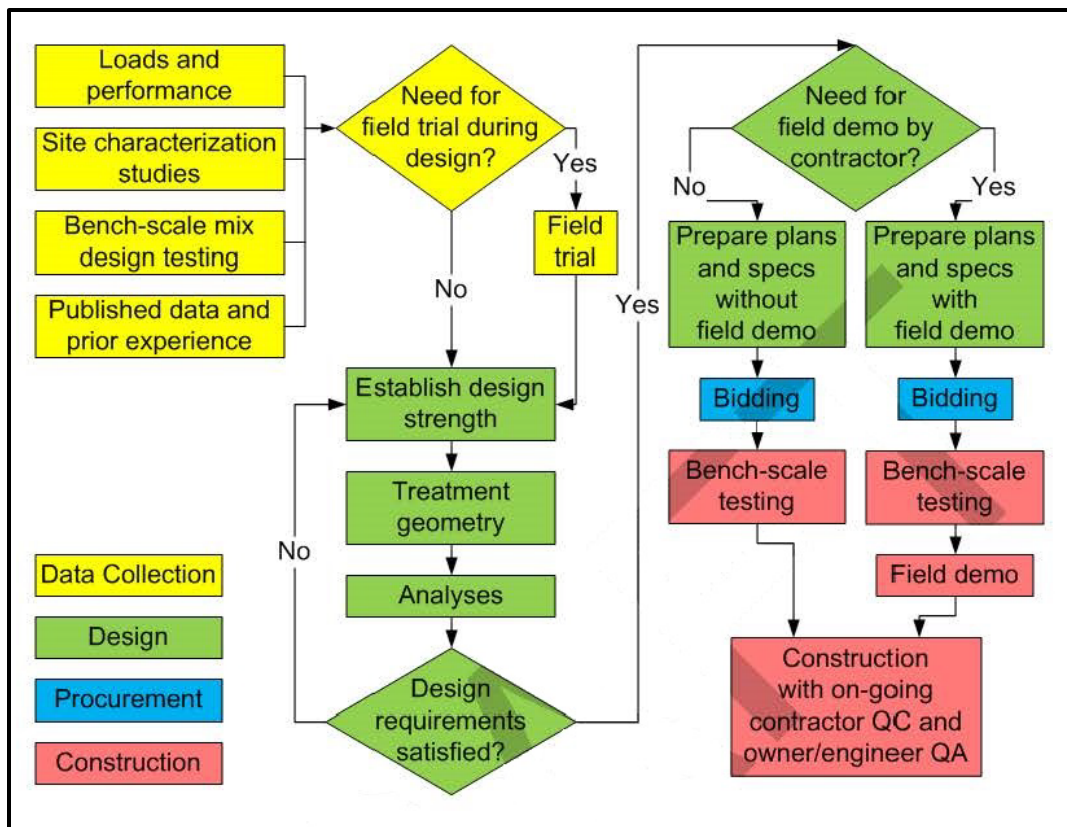 Loads and
performance
Site characterization
studies
Bench-scale mix
design testing
Published data and
prior experience
Need for
field trial during
design?
Yes
Field
trial
No
Establish design
strength
Treatment
geometry
Analyses
Design
requirements
satisfied?
No
Yes
Need for
field demo by
contractor?
No
Yes
Prepare plans
and specs
without
field demo
Prepare plans
and specs
with
field demo
Bidding
Bidding
Bench-scale
testing
Bench-scale
testing
Field demo
Construction
with on-going
contractor QC and
owner/engineer QA
Data Collection
Design
Procurement
Construction